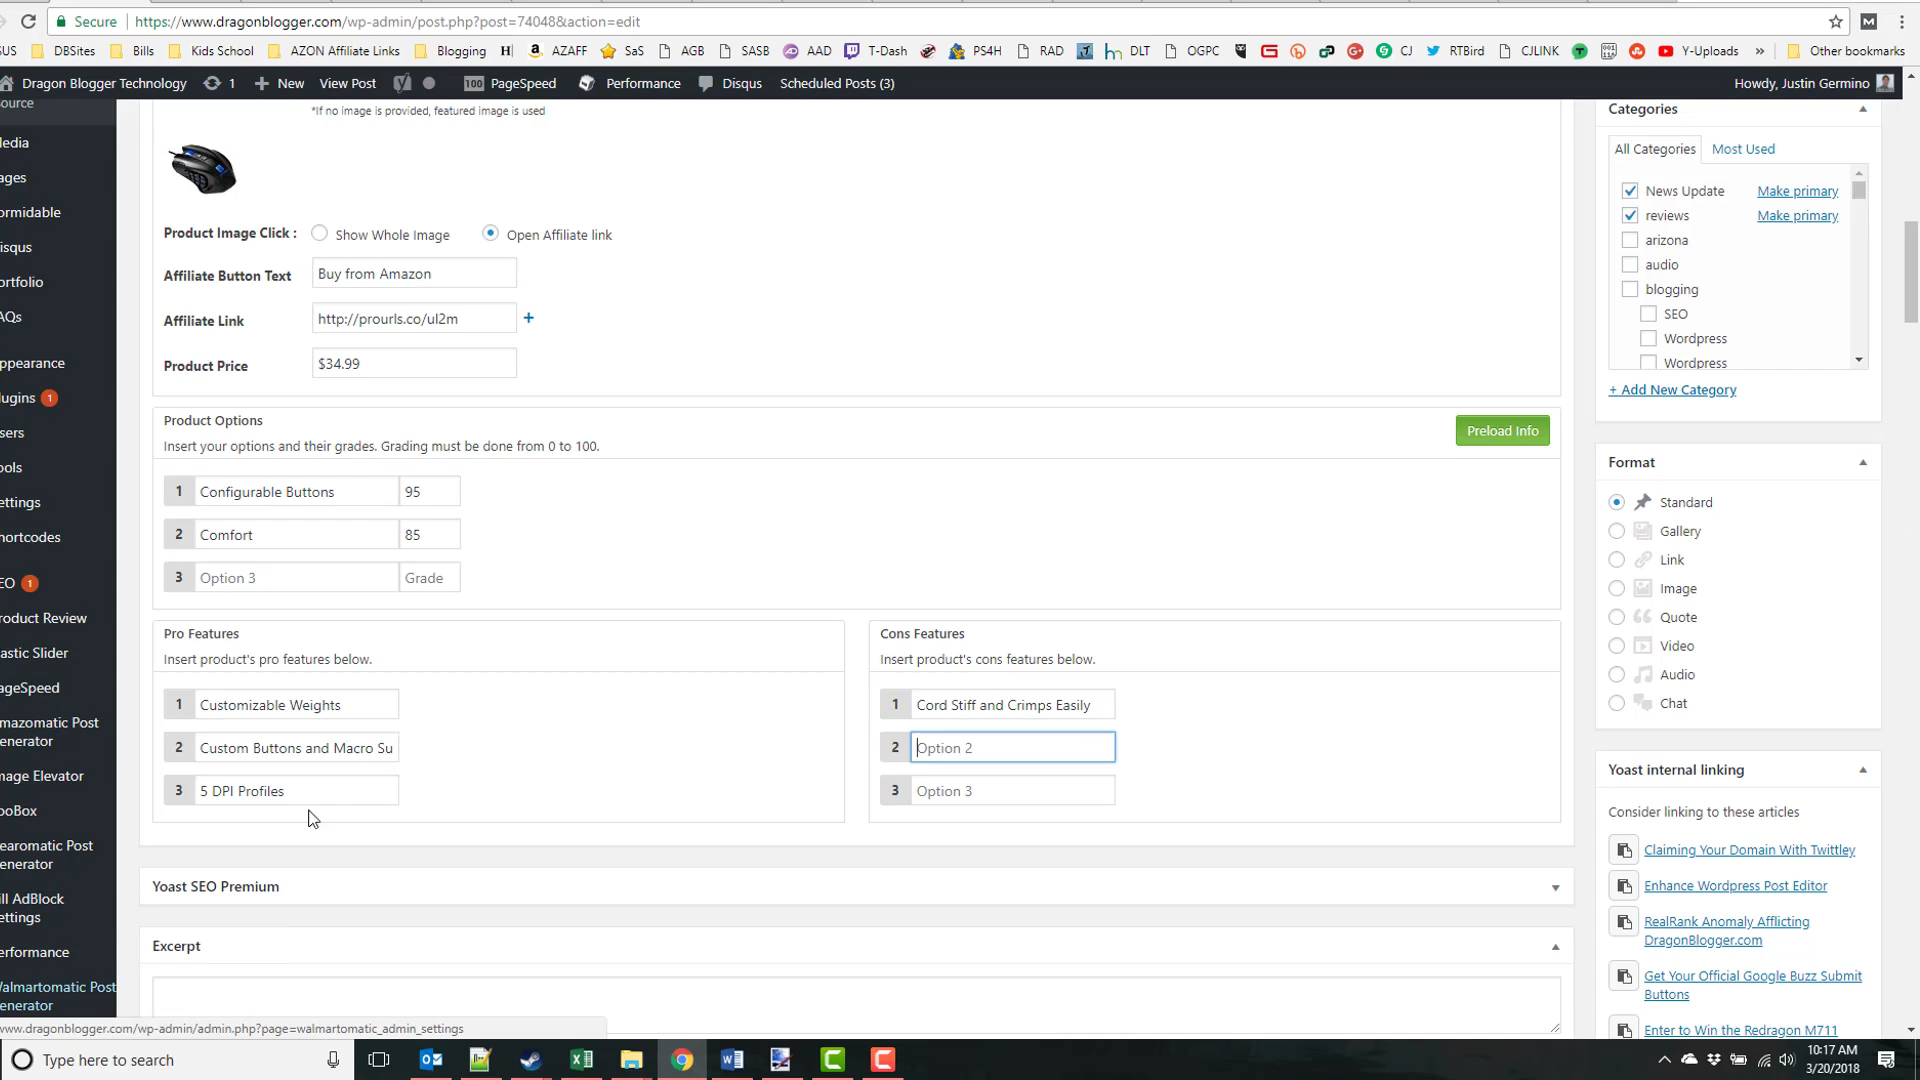 Secure
https://www.dragonblogger.com/wp-admin/post.php?post=74048&action=edit
M
SUS DBSites Bills Kids School AZON Affiliate Links Blogging H AZAFF SaS AGB SASB AAD T-Dash PS4H RAD DLT OGPC CJ RTBird CJLINK Y-Uploads » Other bookmarks
Dragon Blogger Technology 1 New View Post 100 PageSpeed Performance Disqus Scheduled Posts (3) Howdy, Justin Germino
ource
ledia
ages
ormidable
isqus
ortfolio
AQs
ppearance
lugins 1
sers
ools
ettings
hortcodes
EO 1
roduct Review
astic Slider
ageSpeed
mazomatic Post
enerator
mage Elevator
ooBox
earomatic Post
enerator
ill AdBlock
ettings
erformance
Valmartomatic Post
enerator
*If no image is provided, featured image is used
Product Image Click : Show Whole Image Open Affiliate link
Affiliate Button Text Buy from Amazon
Affiliate Link http://prourls.co/ul2m +
Product Price $34.99
Product Options
Insert your options and their grades. Grading must be done from 0 to 100.
Preload Info
1 Configurable Buttons 95
2 Comfort 85
3 Option 3 Grade
Pro Features
Insert product's pro features below.
1 Customizable Weights
2 Custom Buttons and Macro Su
3 5 DPI Profiles
Cons Features
Insert product's cons features below.
1 Cord Stiff and Crimps Easily
2 Option 2
3 Option 3
Yoast SEO Premium
Excerpt
Categories
All Categories Most Used
News Update Make primary
reviews Make primary
arizona
audio
blogging
SEO
Wordpress
Wordpress
+ Add New Category
Format
Standard
Gallery
Link
Image
Quote
Video
Audio
Chat
Yoast internal linking
Consider linking to these articles
Claiming Your Domain With Twittley
Enhance Wordpress Post Editor
RealRank Anomaly Afflicting
DragonBlogger.com
Get Your Official Google Buzz Submit
Buttons
Enter to Win the Redragon M711
www.dragonblogger.com/wp-admin/admin.php?page=walmartomatic_admin_settings
Type here to search
10:17 AM
3/20/2018